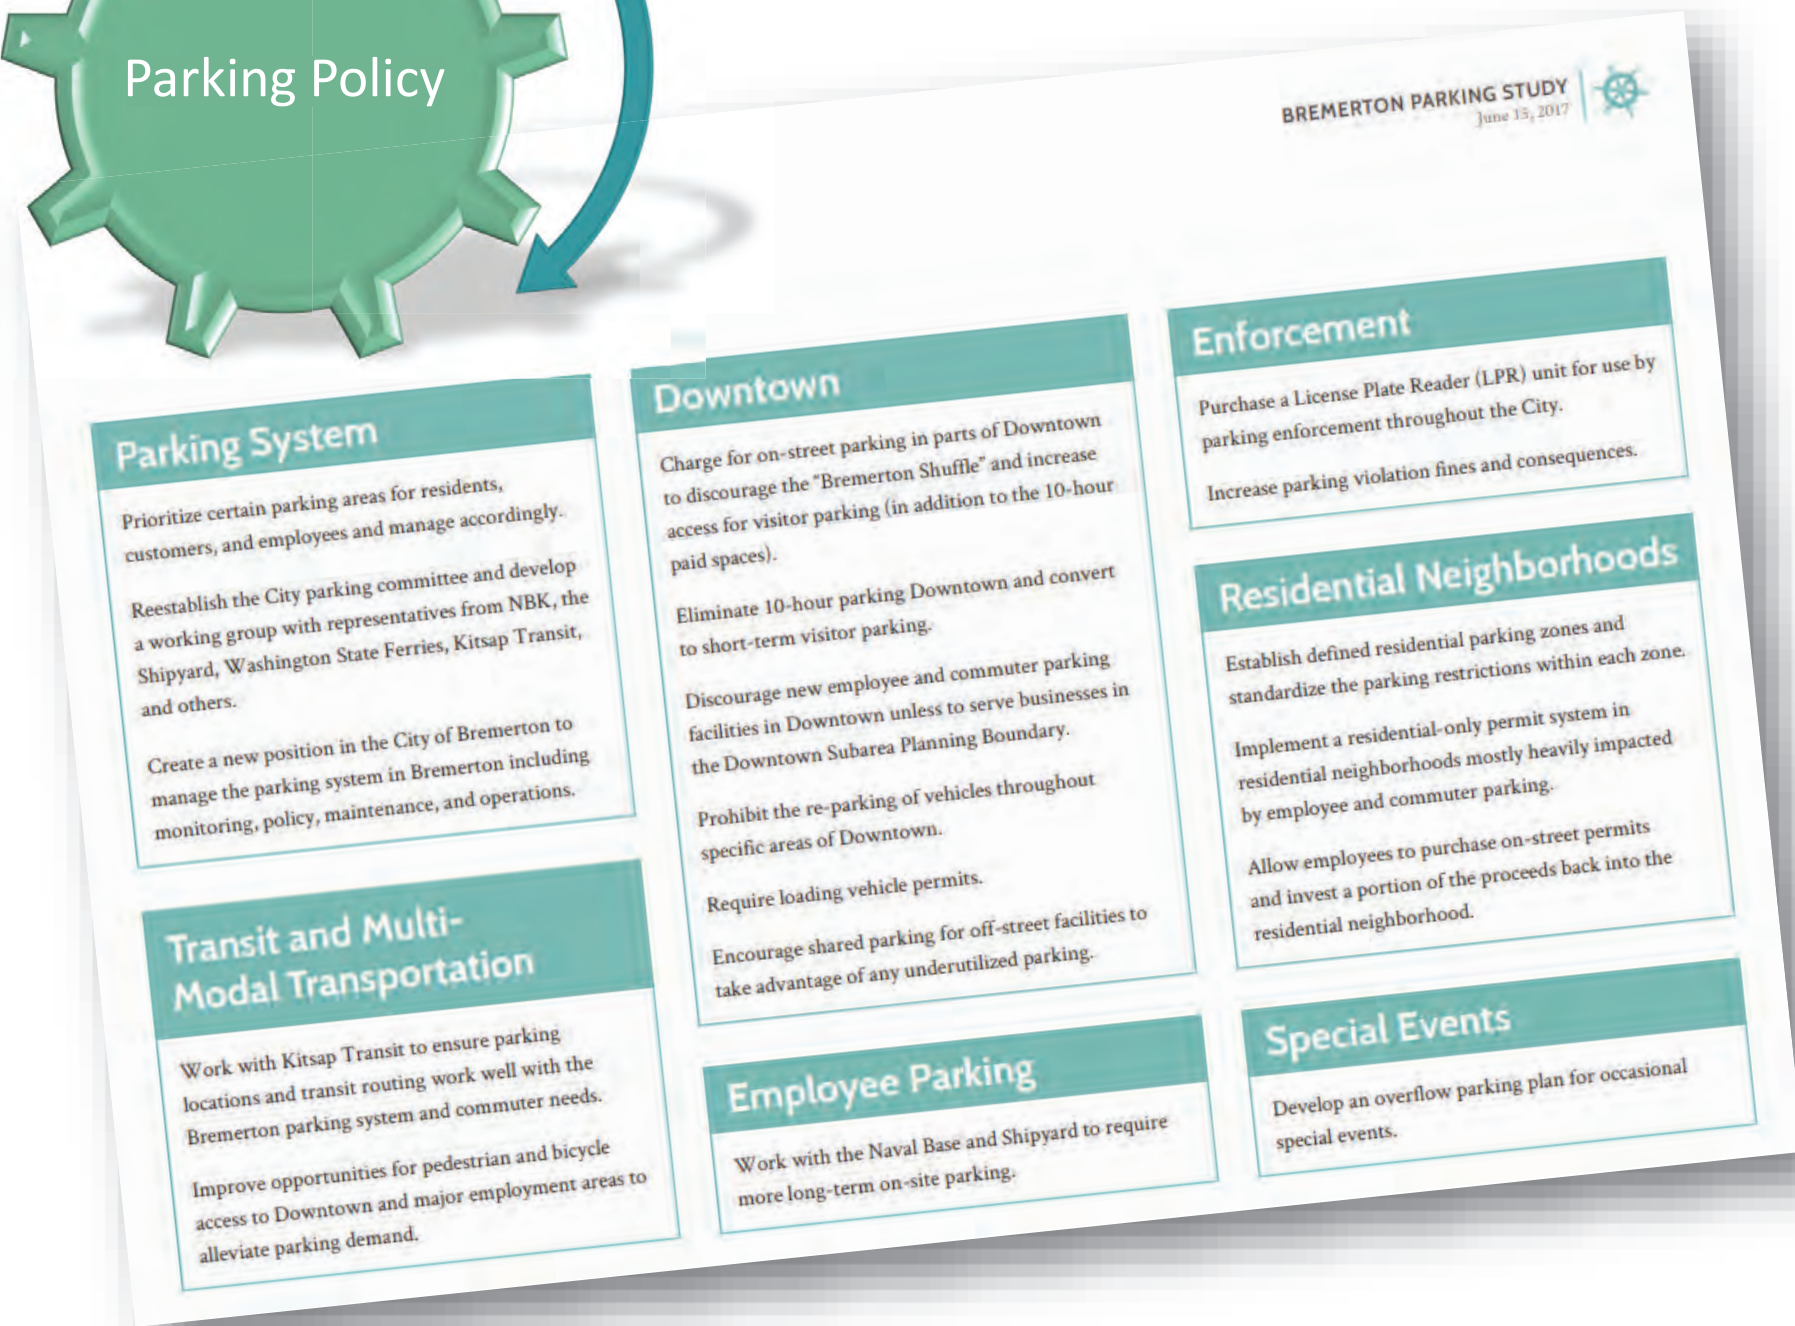 Parking Policy
BREMERTON PARKING STUDY
June 15, 2017
Parking System
Prioritize certain parking areas for residents,
customers, and employees and manage accordingly.
Reestablish the City parking committee and develop
a working group with representatives from NBK, the
Shipyard, Washington State Ferries, Kitsap Transit,
and others.
Create a new position in the City of Bremerton to
manage the parking system in Bremerton including
monitoring, policy, maintenance, and operations.
Transit and Multi-
Modal Transportation
Work with Kitsap Transit to ensure parking
locations and transit routing work well with the
Bremerton parking system and commuter needs.
Improve opportunities for pedestrian and bicycle
access to Downtown and major employment areas to
alleviate parking demand.
Downtown
Charge for on-street parking in parts of Downtown
to discourage the “Bremerton Shuffle” and increase
access for visitor parking (in addition to the 10-hour
paid spaces).
Eliminate 10-hour parking Downtown and convert
to short-term visitor parking.
Discourage new employee and commuter parking
facilities in Downtown unless to serve businesses in
the Downtown Subarea Planning Boundary.
Prohibit the re-parking of vehicles throughout
specific areas of Downtown.
Require loading vehicle permits.
Encourage shared parking for off-street facilities to
take advantage of any underutilized parking.
Employee Parking
Work with the Naval Base and Shipyard to require
more long-term on-site parking.
Enforcement
Purchase a License Plate Reader (LPR) unit for use by
parking enforcement throughout the City.
Increase parking violation fines and consequences.
Residential Neighborhoods
Establish defined residential parking zones and
standardize the parking restrictions within each zone.
Implement a residential-only permit system in
residential neighborhoods mostly heavily impacted
by employee and commuter parking.
Allow employees to purchase on-street permits
and invest a portion of the proceeds back into the
residential neighborhood.
Special Events
Develop an overflow parking plan for occasional
special events.